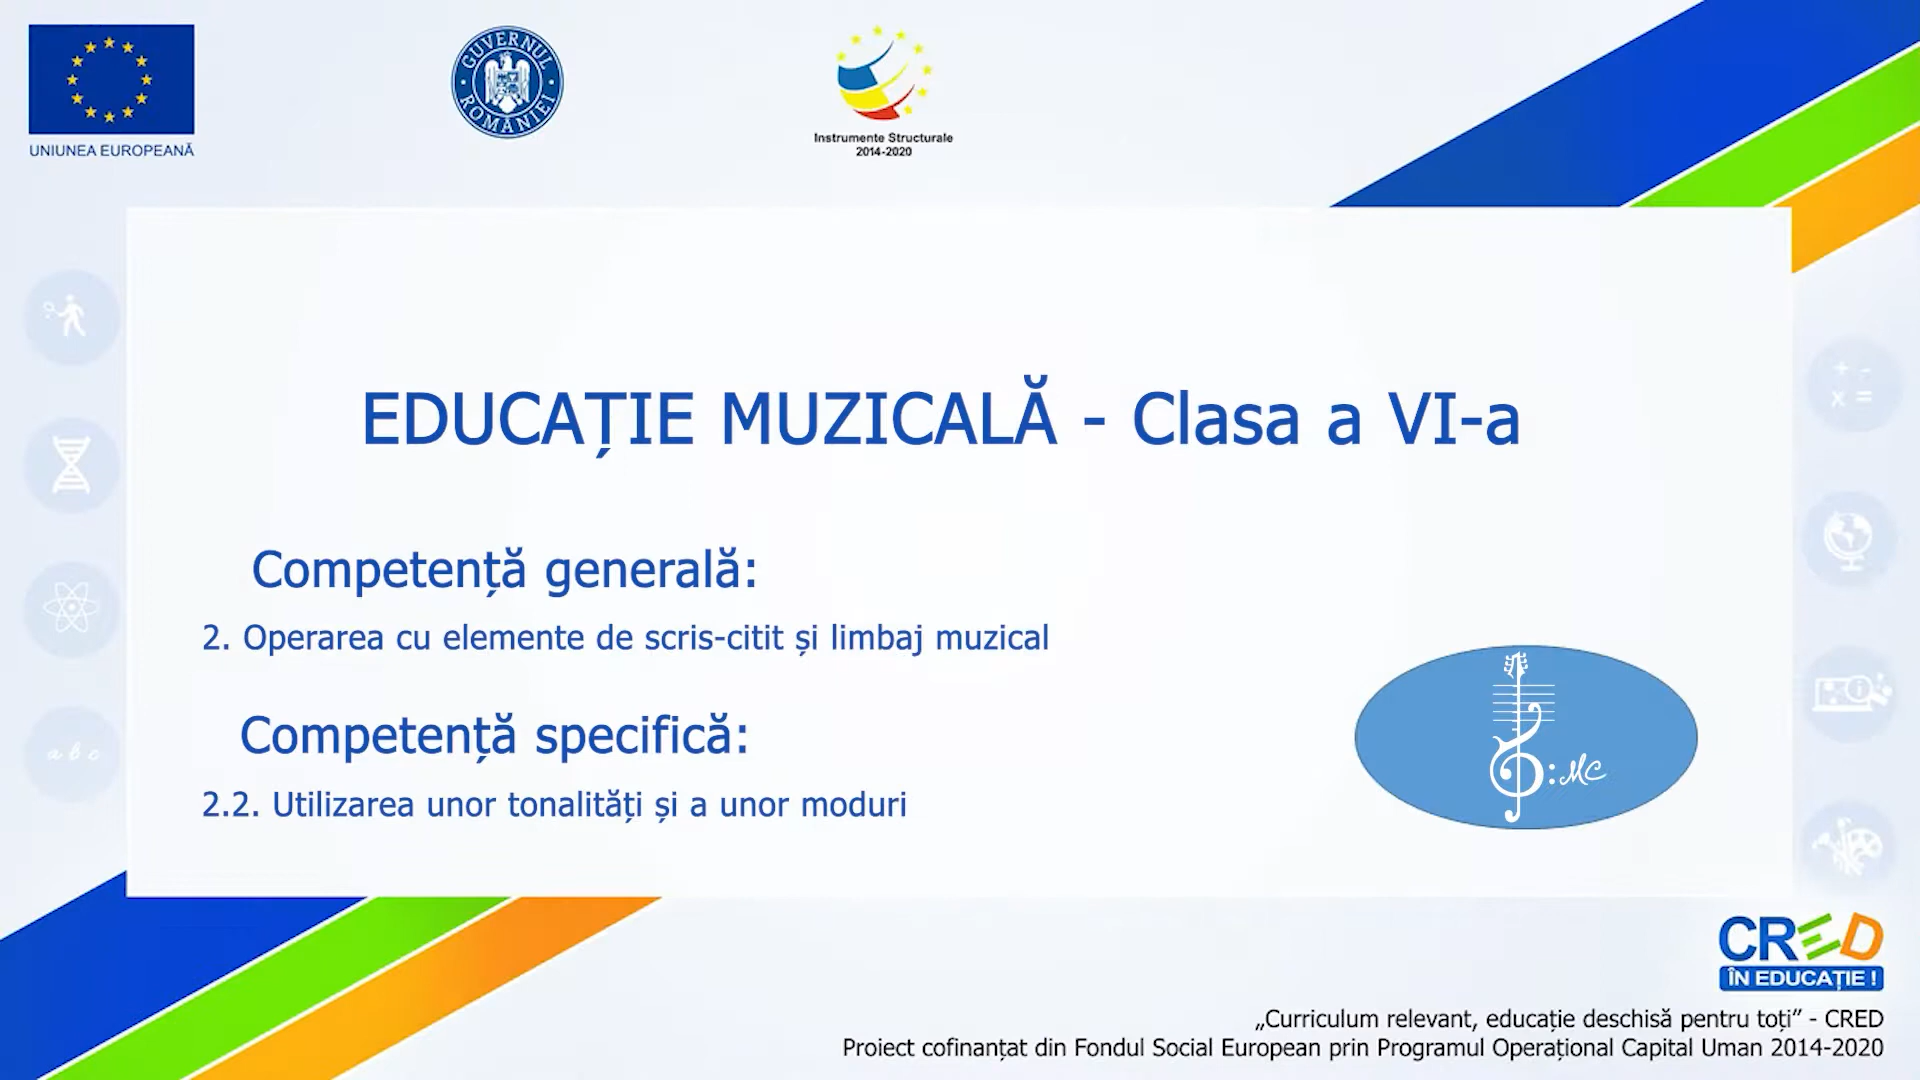 UNIUNEA EUROPEANĂ
GUVERNUL ROMÂNIEI
Instrumente Structurale
2014-2020
EDUCAȚIE MUZICALĂ - Clasa a VI-a
Competență generală:
2. Operarea cu elemente de scris-citit și limbaj muzical
Competență specifică:
2.2. Utilizarea unor tonalități și a unor moduri
:MC
a b c
CRED
ÎN EDUCAȚIE !
„Curriculum relevant, educație deschisă pentru toți” - CRED
Proiect cofinanțat din Fondul Social European prin Programul Operațional Capital Uman 2014-2020